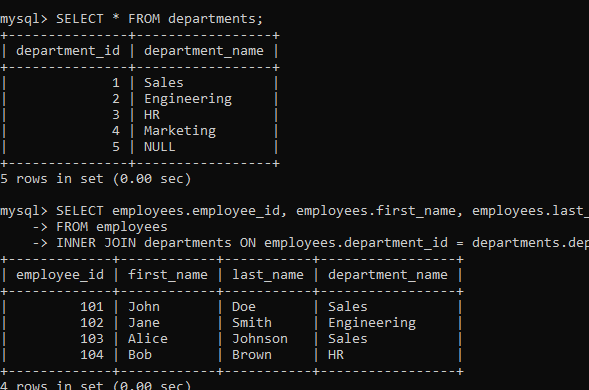 mysql> SELECT * FROM departments;
+---------------+-----------------+
| department_id | department_name |
+---------------+-----------------+
|             1 | Sales           |
|             2 | Engineering     |
|             3 | HR              |
|             4 | Marketing       |
|             5 | NULL            |
+---------------+-----------------+
5 rows in set (0.00 sec)
mysql> SELECT employees.employee_id, employees.first_name, employees.last_
    -> FROM employees
    -> INNER JOIN departments ON employees.department_id = departments.dep
+-------------+------------+-----------+-----------------+
| employee_id | first_name | last_name | department_name |
+-------------+------------+-----------+-----------------+
|         101 | John       | Doe       | Sales           |
|         102 | Jane       | Smith     | Engineering     |
|         103 | Alice      | Johnson   | Sales           |
|         104 | Bob        | Brown     | HR              |
+-------------+------------+-----------+-----------------+
4 rows in set (0.00 sec)